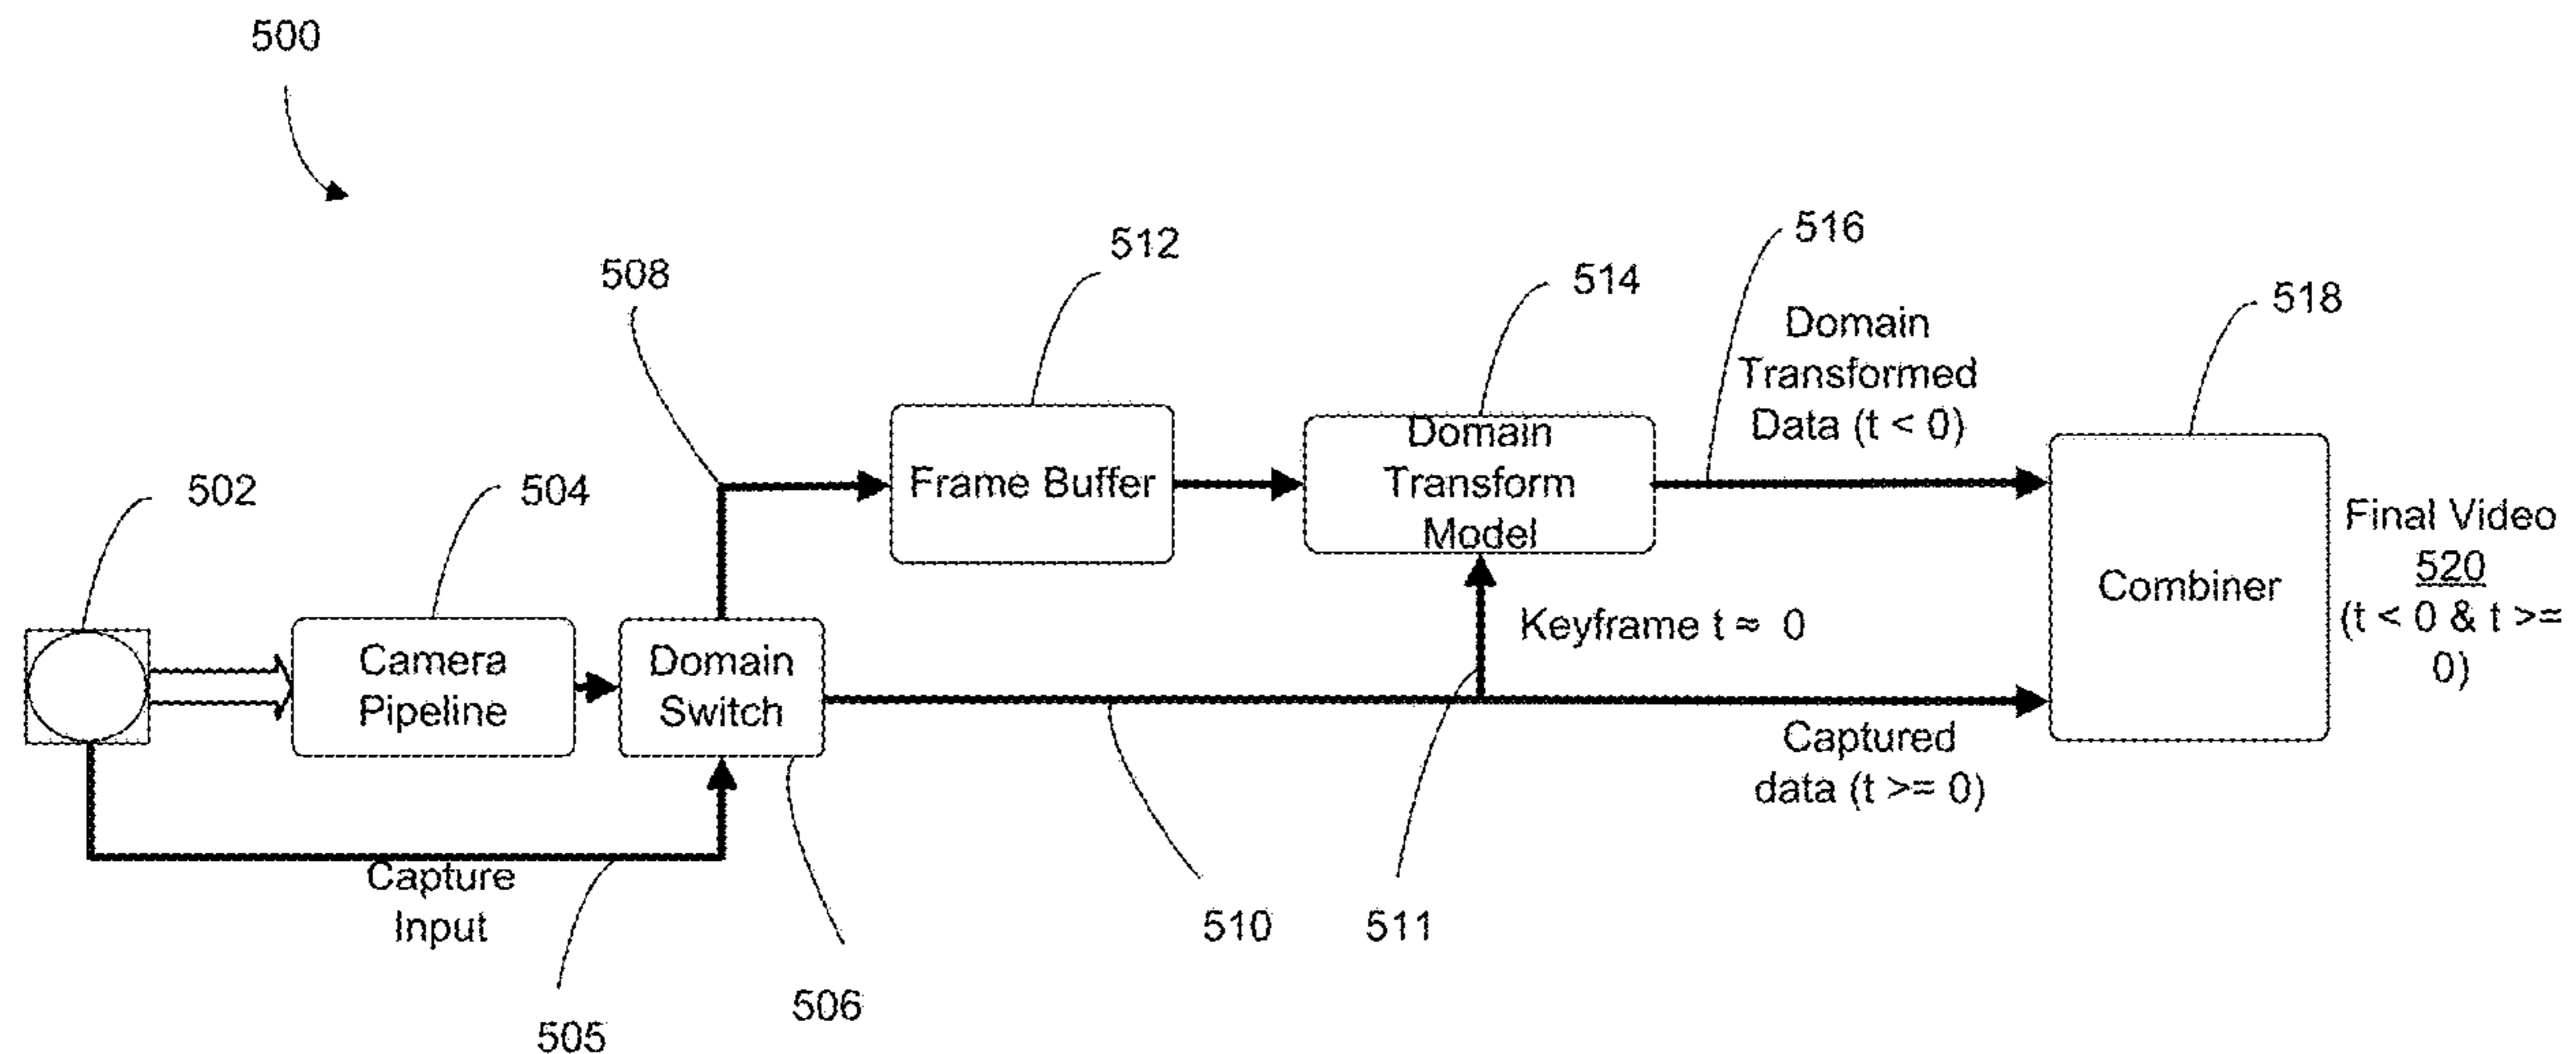 500
512
516
508
514
518
Domain
Transformed
Data (t < 0)
502
504
Frame Buffer
Domain
Transform
Model
Final Video
520
(t < 0 & t >=
0)
Camera
Pipeline
Domain
Switch
Keyframe t ≈ 0
Combiner
Captured
data (t >= 0)
Capture
Input
510
511
506
505